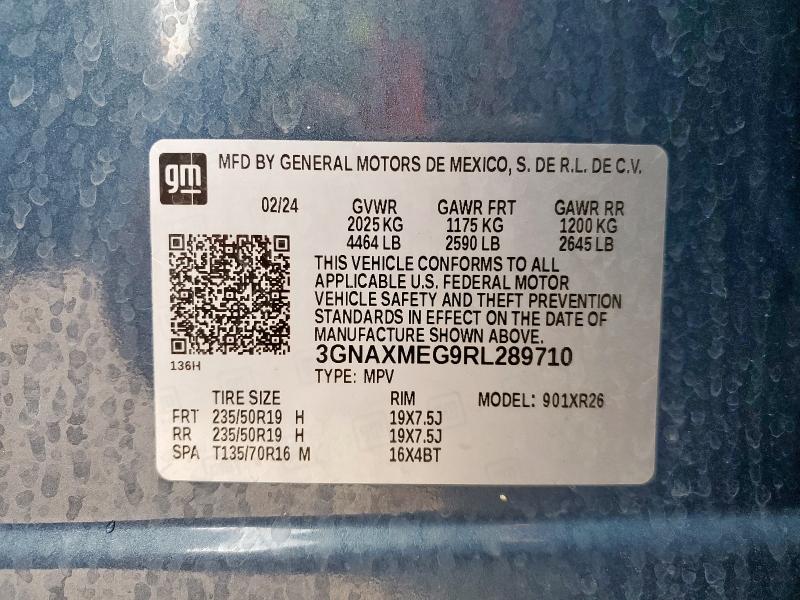 gm
MFD BY GENERAL MOTORS DE MEXICO, S. DE R.L. DE C.V.
02/24 GVWR GAWR FRT GAWR RR
2025 KG 1175 KG 1200 KG
4464 LB 2590 LB 2645 LB
THIS VEHICLE CONFORMS TO ALL
APPLICABLE U.S. FEDERAL MOTOR
VEHICLE SAFETY AND THEFT PREVENTION
STANDARDS IN EFFECT ON THE DATE OF
MANUFACTURE SHOWN ABOVE.
3GNAXMEG9RL289710
136H
TYPE: MPV
TIRE SIZE RIM MODEL: 901XR26
FRT 235/50R19 H 19X7.5J
RR 235/50R19 H 19X7.5J
SPA T135/70R16 M 16X4BT